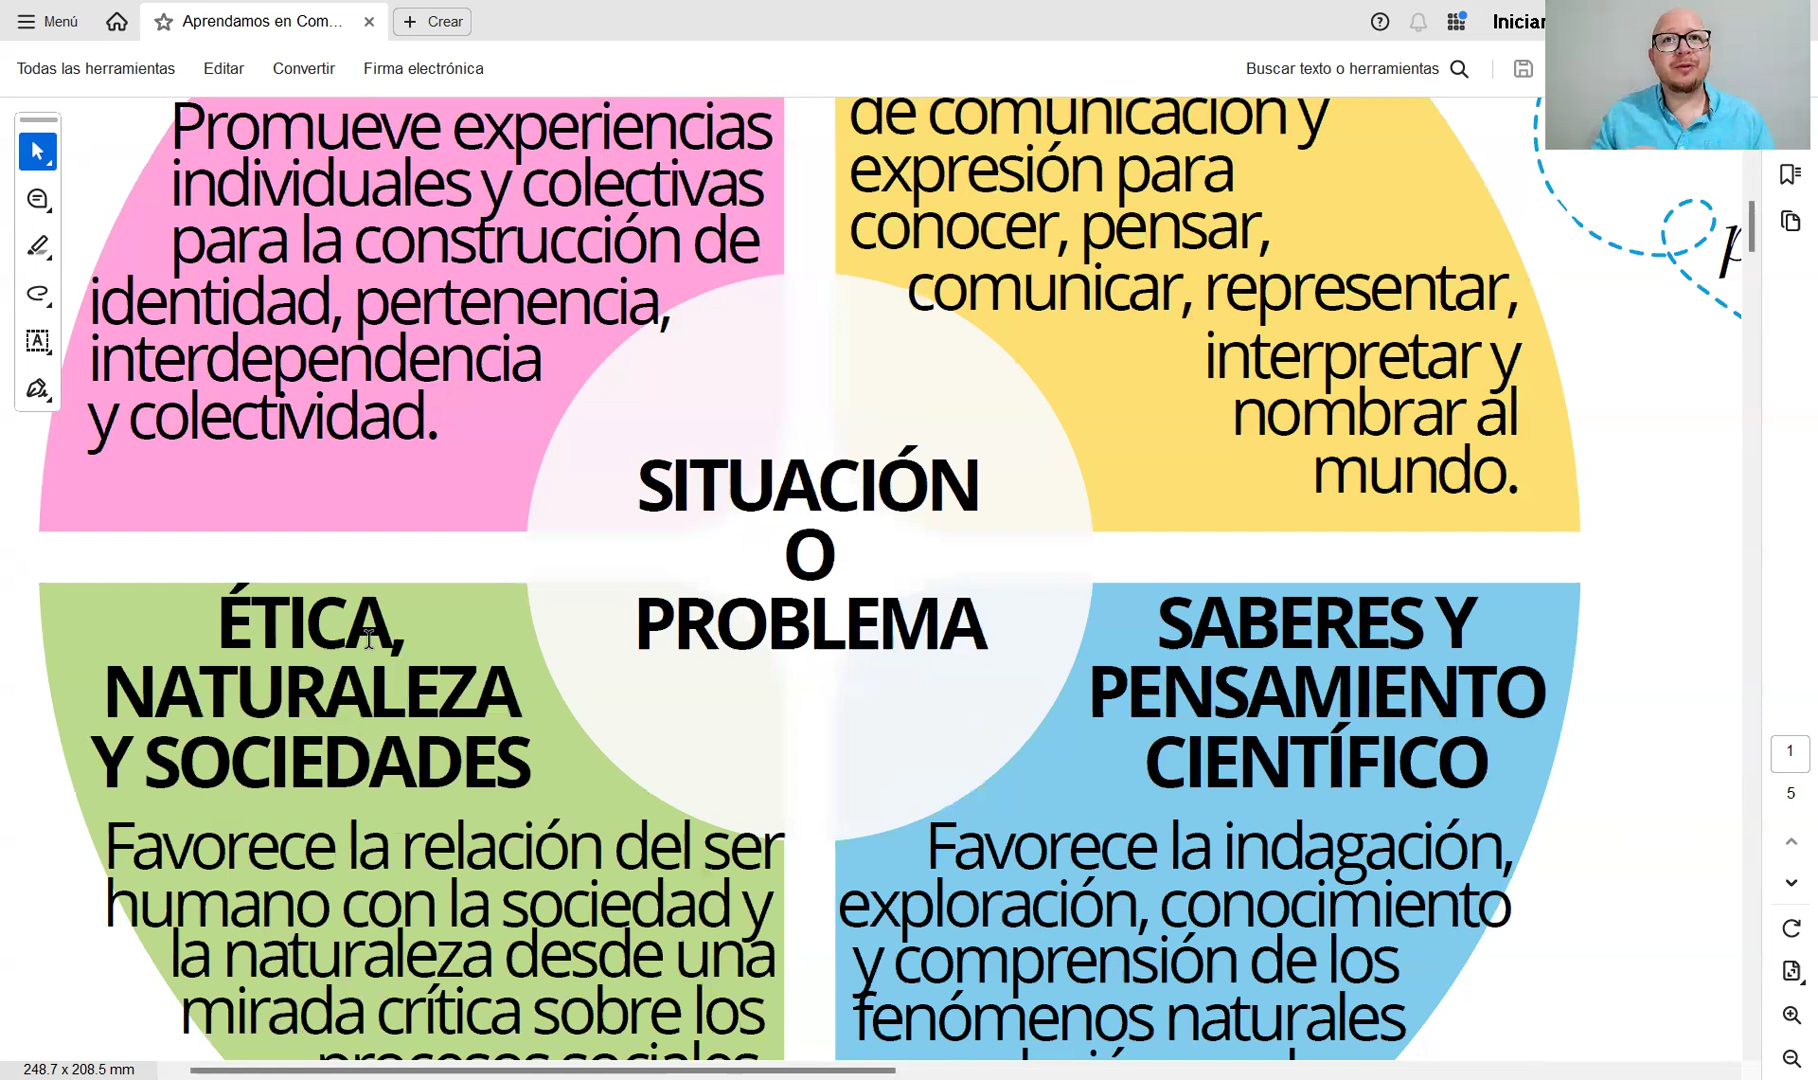 Menú
Aprendamos en Com...
Crear
Iniciar
Todas las herramientas
Editar
Convertir
Firma electrónica
Buscar texto o herramientas
Promueve experiencias
individuales y colectivas
para la construcción de
identidad, pertenencia,
interdependencia
y colectividad.
de comunicación y
expresión para
conocer, pensar,
comunicar, representar,
interpretar y
nombrar al
mundo.
SITUACIÓN
O
PROBLEMA
ÉTICA,
NATURALEZA
Y SOCIEDADES
Favorece la relación del ser
humano con la sociedad y
la naturaleza desde una
mirada crítica sobre los
procesos sociales
SABERES Y
PENSAMIENTO
CIENTÍFICO
Favorece la indagación,
exploración, conocimiento
y comprensión de los
fenómenos naturales
1
5
248.7 x 208.5 mm